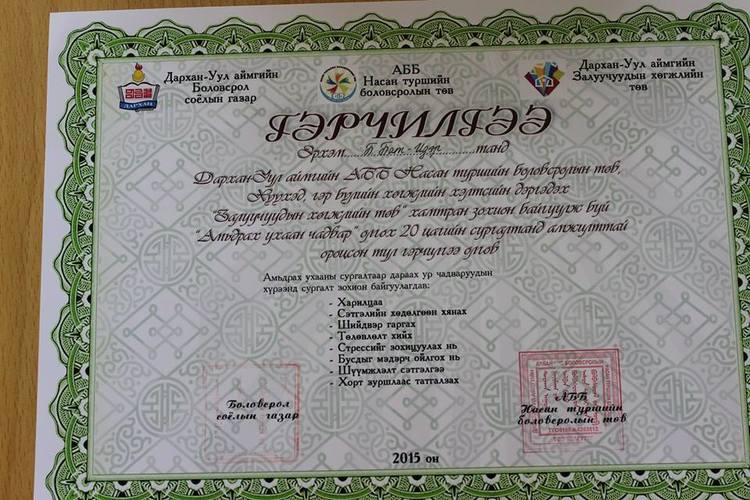 Дархан-Уул аймгийн
Боловсрол
соёлын газар
АББ
Насан туршийн
боловсролын төв
Дархан-Уул аймгийн
Залуучуудын хөгжлийн
төв
ДАРХАН
ГЭРЧИЛГЭЭ
Эрхэм танд
Дархан-Уул аймгийн АББ Насан туршийн боловсролын төв,
Хүүхэд, гэр бүлийн хөгжлийн хэлтсийн дэргэдэх
"Залуучуудын хөгжлийн төв" хамтран зохион байгуулж буй
"Амьдрах ухаан чадвар" олгох 20 цагийн сургалтанд амжилттай
оролцсон тул гэрчилгээ олгов
Амьдрах ухааны сургалтаар дараах ур чадваруудын
хүрээнд сургалт зохион байгуулагдав:
- Харилцаа
- Сэтгэлийн хөдөлгөөн хянах
- Шийдвэр гаргах
- Төлөвлөлт хийх
- Стрессийг зохицуулах нь
- Бусдыг мэдэрч ойлгох нь
- Шүүмжлэлт сэтгэлгээ
- Хорт зуршлаас татгалзах
Боловсрол
соёлын газар
АББ
Насан туршийн
боловсролын төв
2015 он